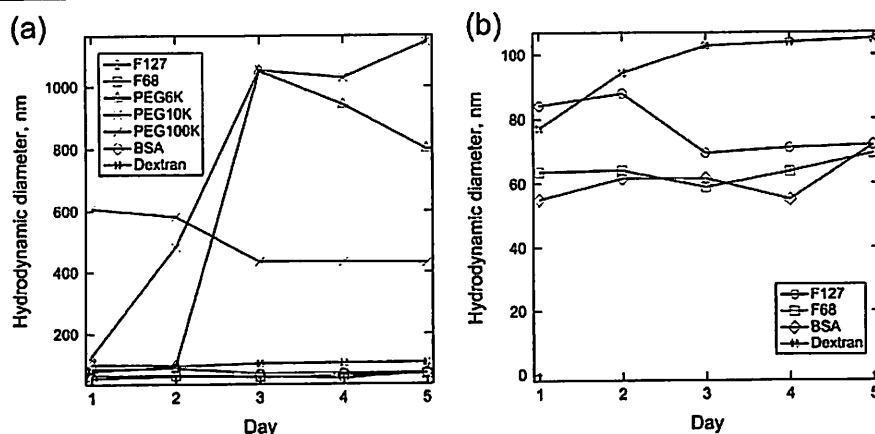 (a)
Hydrodynamic diameter, nm
1000
800
600
400
200
F127
F68
PEG6K
PEG10K
PEG100K
BSA
Dextran
1 2 3 4 5
Day
(b)
Hydrodynamic diameter, nm
100
80
60
40
20
0
F127
F68
BSA
Dextran
1 2 3 4 5
Day